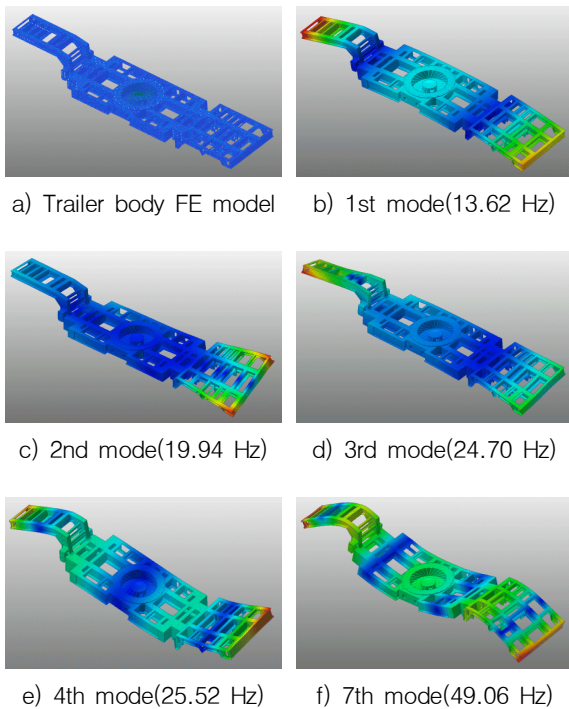 a) Trailer body FE model
b) 1st mode(13.62 Hz)
c) 2nd mode(19.94 Hz)
d) 3rd mode(24.70 Hz)
e) 4th mode(25.52 Hz)
f) 7th mode(49.06 Hz)